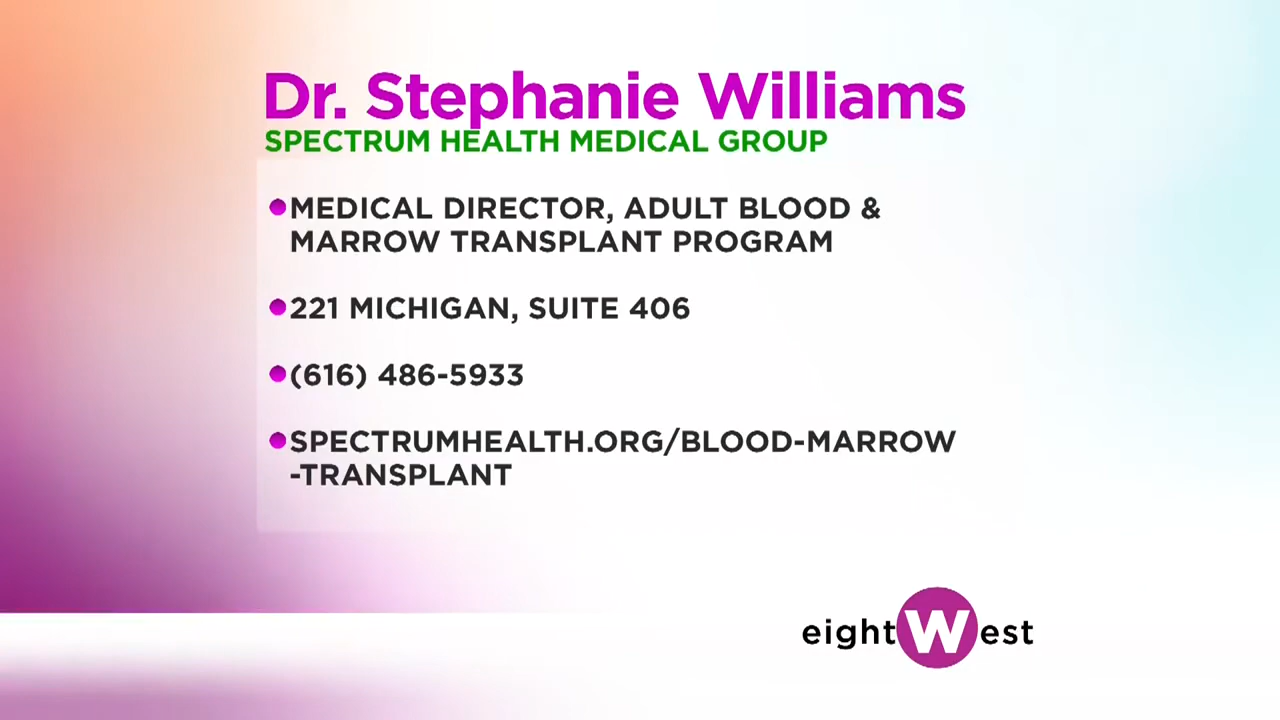 Dr. Stephanie Williams
SPECTRUM HEALTH MEDICAL GROUP
MEDICAL DIRECTOR, ADULT BLOOD &
MARROW TRANSPLANT PROGRAM
221 MICHIGAN, SUITE 406
(616) 486-5933
SPECTRUMHEALTH.ORG/BLOOD-MARROW
-TRANSPLANT
eightWest